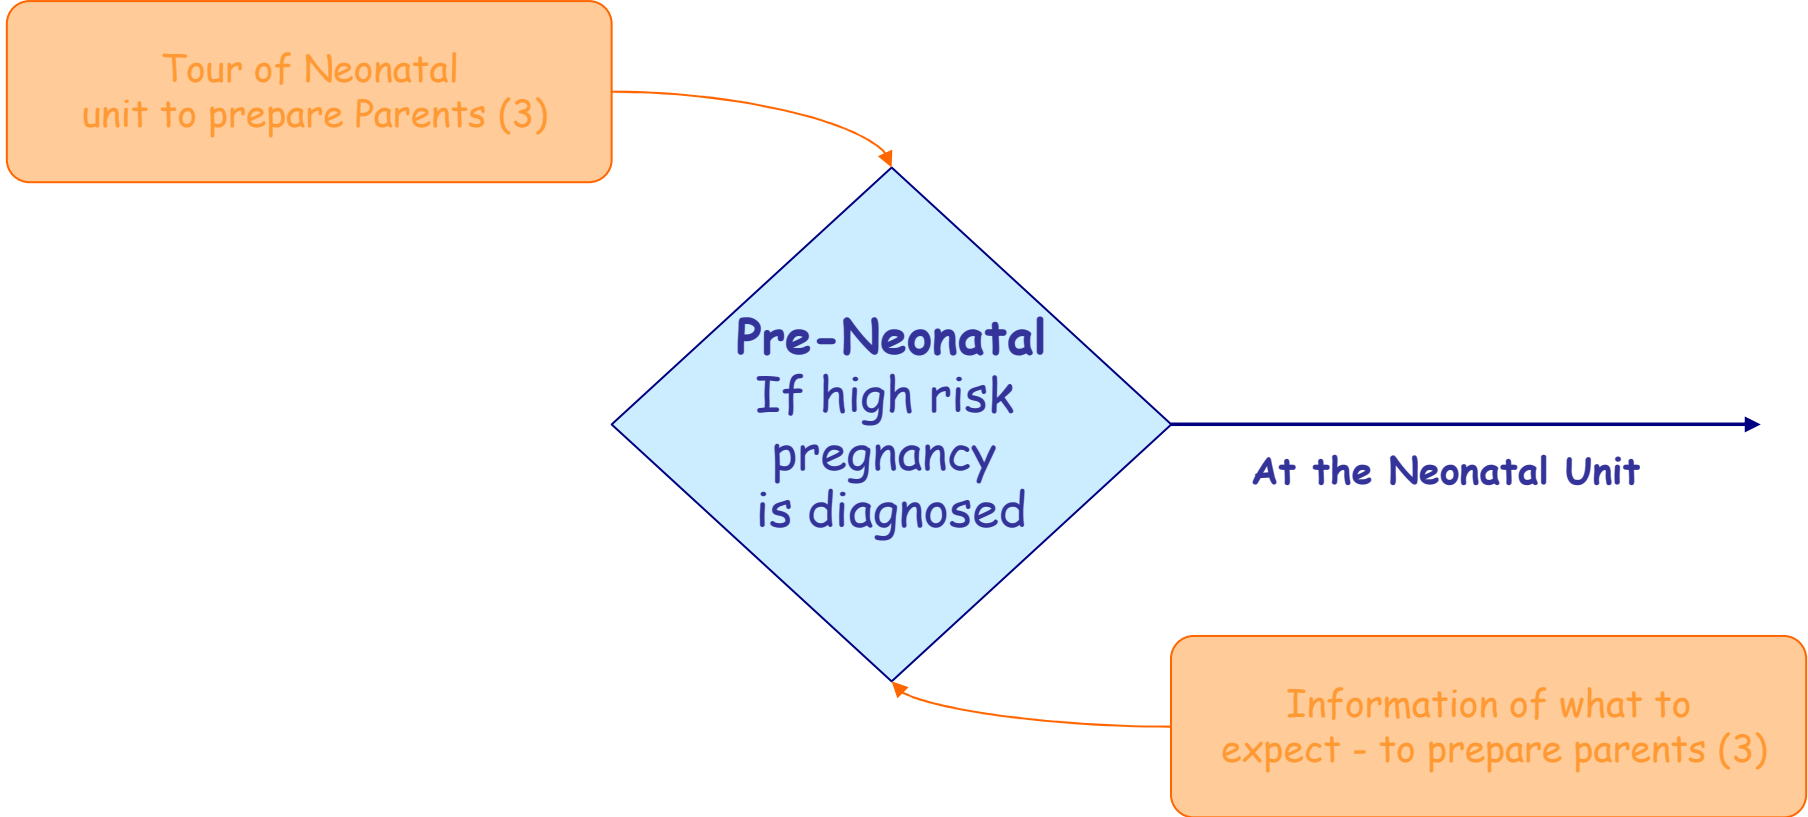 Tour of Neonatal
unit to prepare Parents (3)
Pre-Neonatal
If high risk
pregnancy
is diagnosed
At the Neonatal Unit
Information of what to
expect - to prepare parents (3)